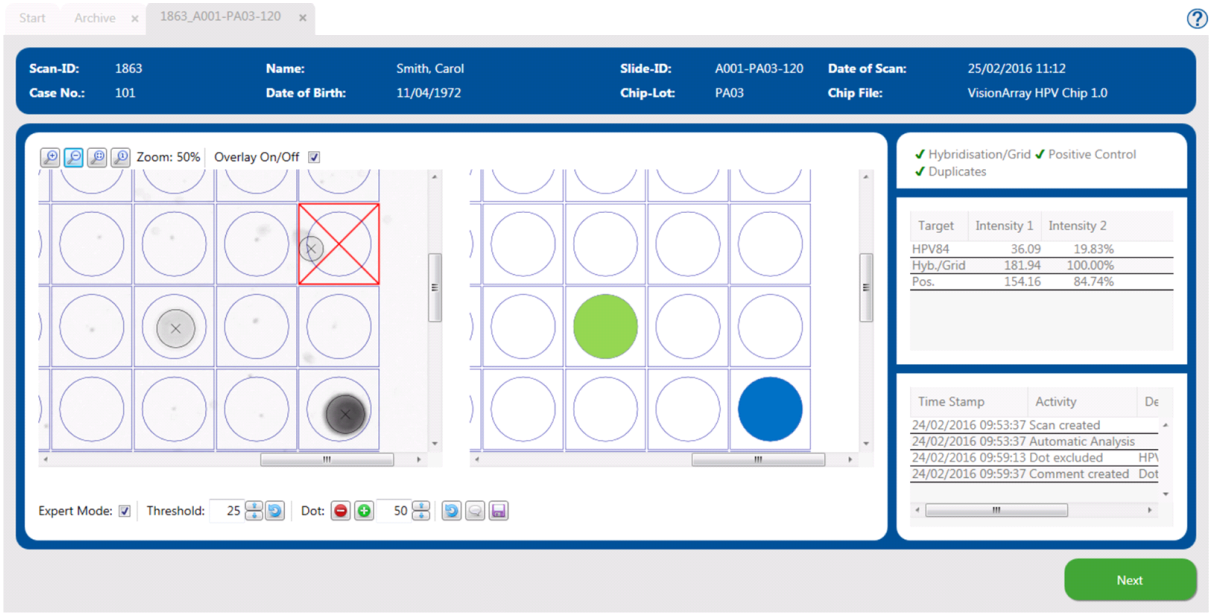 Start Archive × 1863_A001-PA03-120 × ?
Scan-ID: 1863 Name: Smith, Carol Slide-ID: A001-PA03-120 Date of Scan: 25/02/2016 11:12
Case No.: 101 Date of Birth: 11/04/1972 Chip-Lot: PA03 Chip File: VisionArray HPV Chip 1.0
Zoom: 50% Overlay On/Off
Hybridisation/Grid Positive Control
Duplicates
Target Intensity 1 Intensity 2
HPV84 36.09 19.83%
Hyb./Grid 181.94 100.00%
Pos. 154.16 84.74%
Time Stamp Activity De
24/02/2016 09:53:37 Scan created
24/02/2016 09:53:37 Automatic Analysis
24/02/2016 09:59:13 Dot excluded HPV
24/02/2016 09:59:37 Comment created Dot
Expert Mode: Threshold: 25 Dot: 50
Next